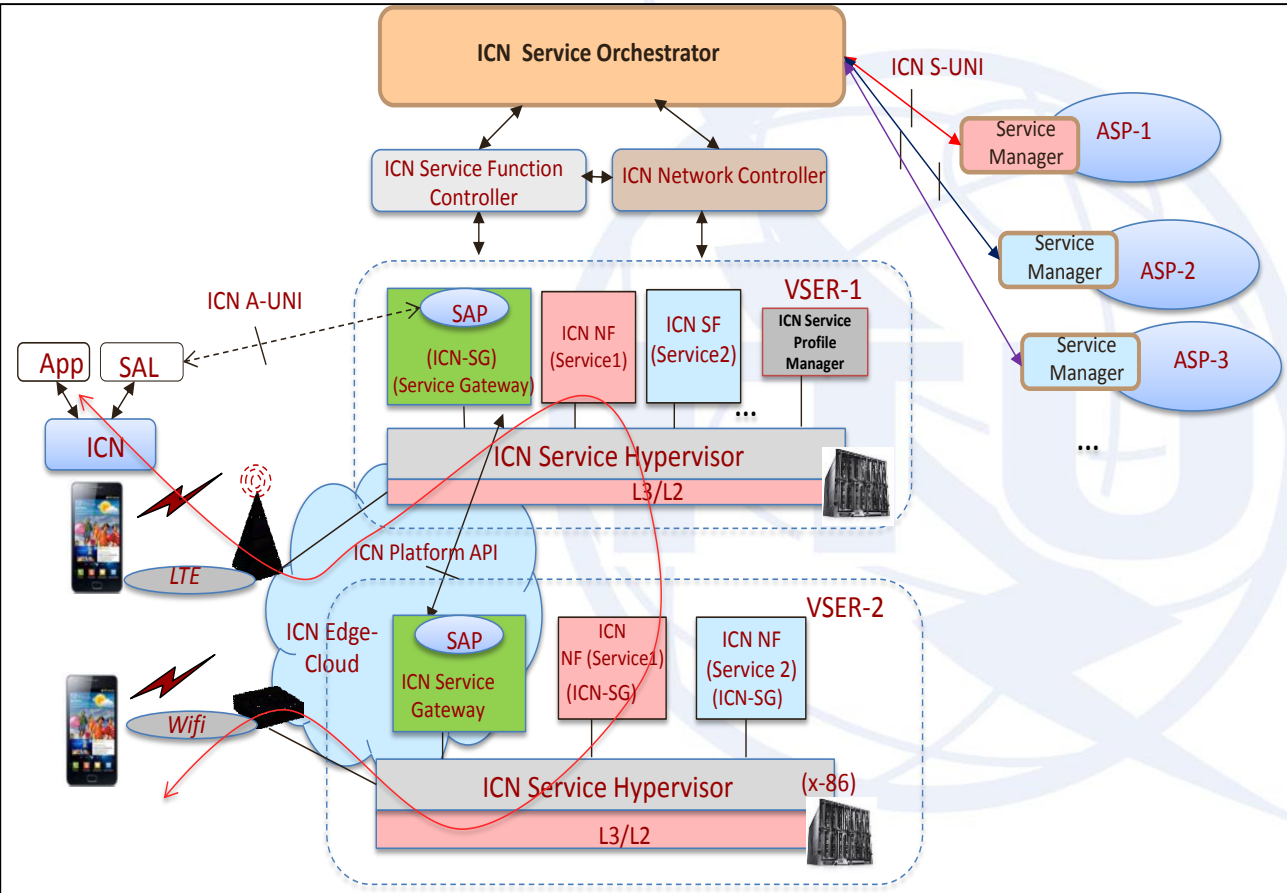 ICN Service Orchestrator
ICN S-UNI
Service
Manager
ASP-1
ICN Service Function
Controller
ICN Network Controller
Service
Manager
ASP-2
Service
Manager
ASP-3
...
ICN A-UNI
VSER-1
SAP
(ICN-SG)
(Service Gateway)
ICN NF
(Service1)
ICN SF
(Service2)
ICN Service
Profile
Manager
...
App
SAL
ICN
ICN Service Hypervisor
L3/L2
LTE
ICN Platform API
ICN Edge-
Cloud
VSER-2
SAP
ICN Service
Gateway
ICN
NF (Service1)
(ICN-SG)
ICN NF
(Service 2)
(ICN-SG)
Wifi
ICN Service Hypervisor
(x-86)
L3/L2
ITU